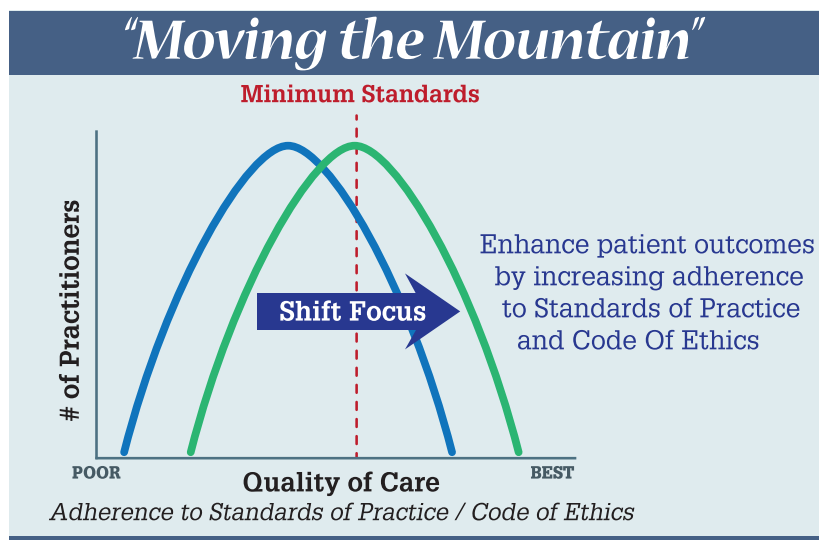 “Moving the Mountain”
Minimum Standards
# of Practitioners
Enhance patient outcomes
by increasing adherence
to Standards of Practice
and Code Of Ethics
Shift Focus
POOR
BEST
Quality of Care
Adherence to Standards of Practice / Code of Ethics